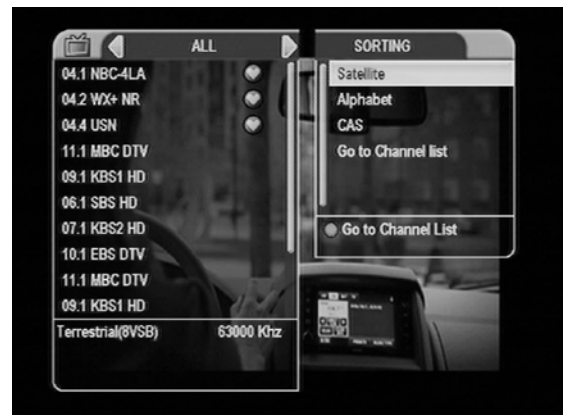 ALL
04.1 NBC-4LA
04.2 WX+ NR
04.4 USN
11.1 MBC DTV
09.1 KBS1 HD
06.1 SBS HD
07.1 KBS2 HD
10.1 EBS DTV
11.1 MBC DTV
09.1 KBS1 HD
Terrestrial(8VSB) 63000 Khz
SORTING
Satellite
Alphabet
CAS
Go to Channel list
Go to Channel List